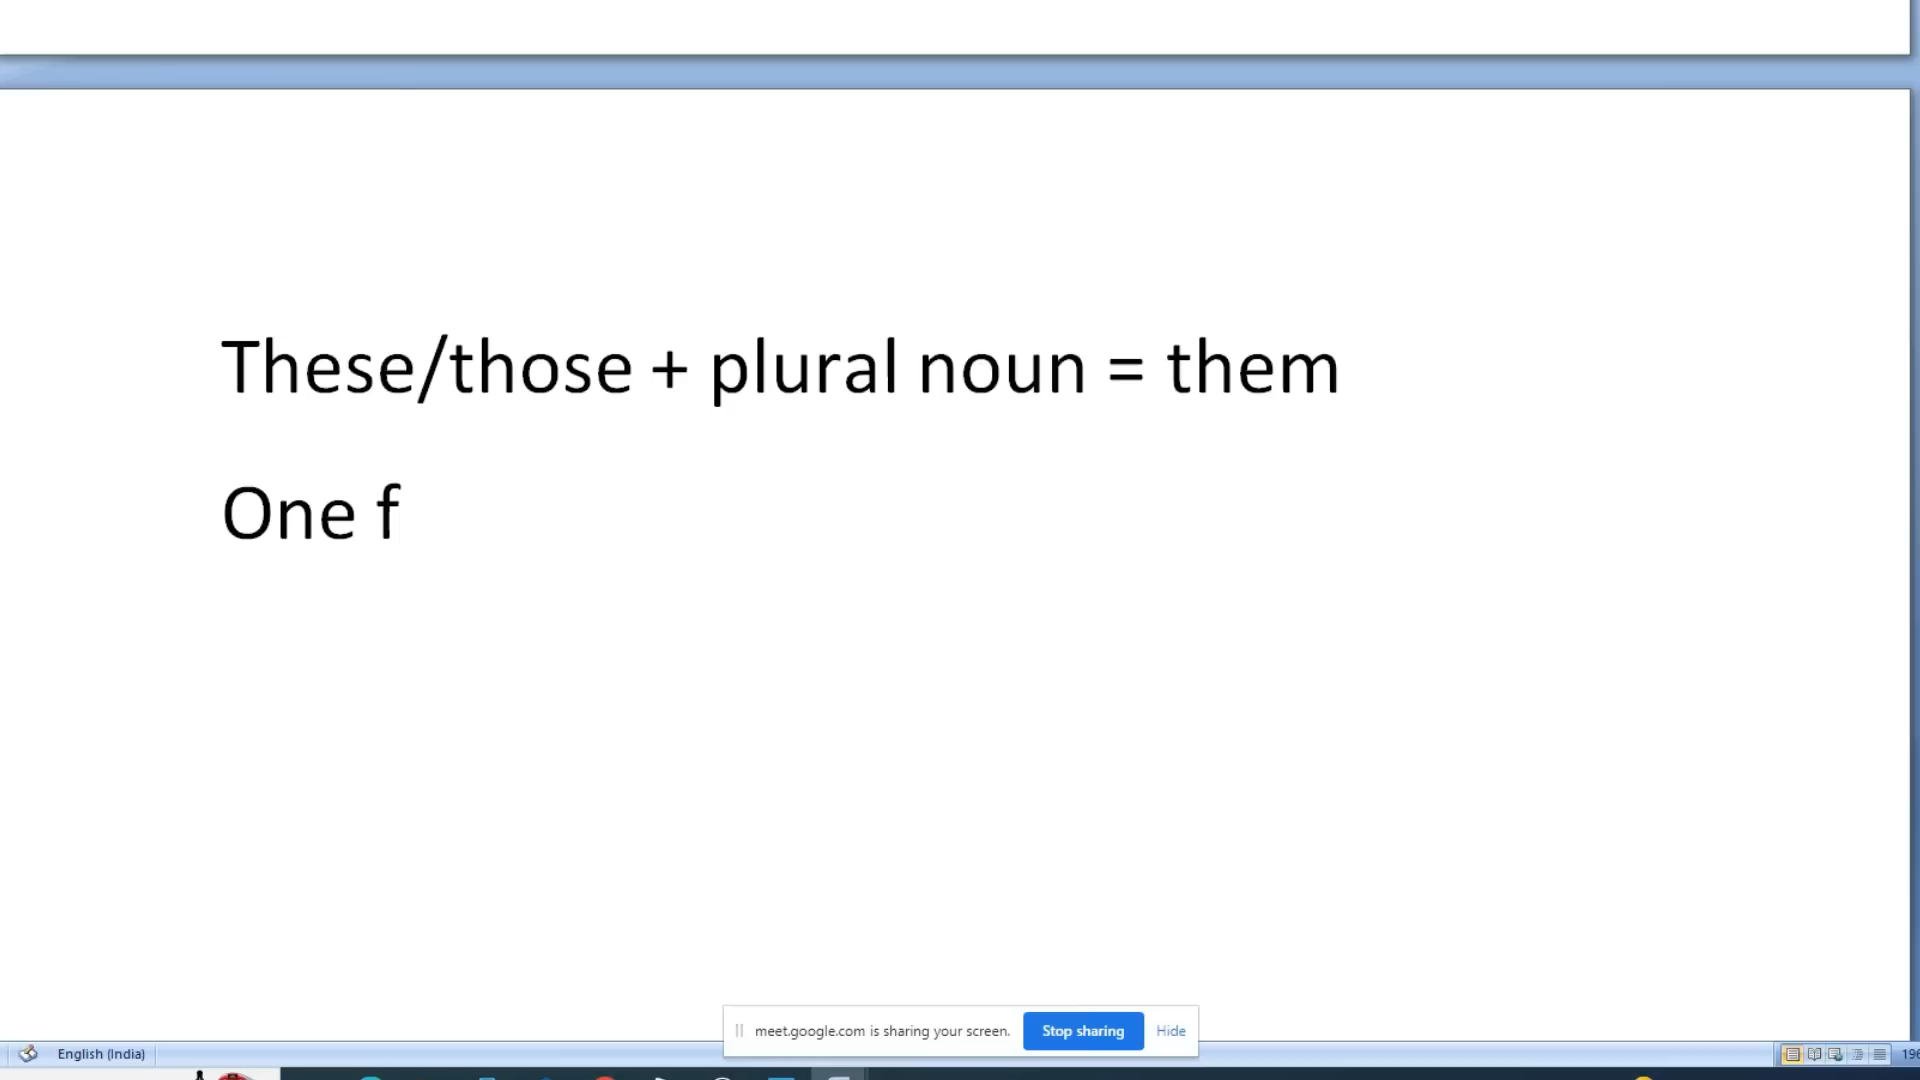 These/those + plural noun = them
One f
meet.google.com is sharing your screen. Stop sharing Hide
English (India)